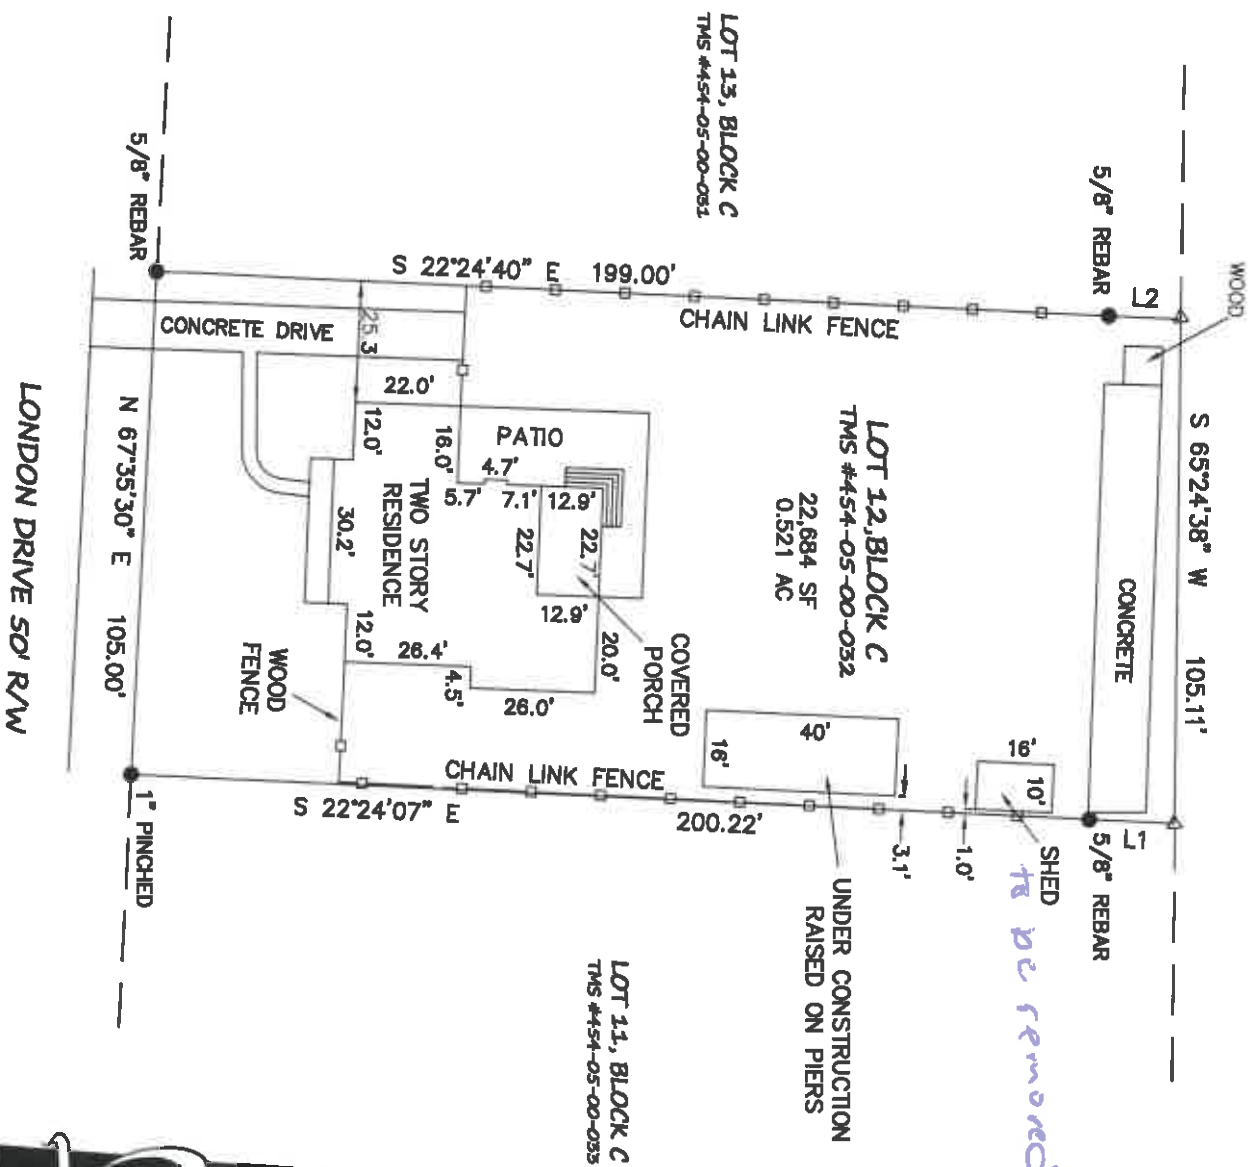 WOOD
5/8" REBAR
L2
S 65°24'38" W 105.11'
CONCRETE
L1
5/8" REBAR
LOT 13, BLOCK C
TMS #454-05-00-031
S 22°24'40" E 199.00'
CHAIN LINK FENCE
LOT 12,BLOCK C
TMS #454-05-00-032
22,684 SF
0.521 AC
16'
10'
SHED
to be removed
1.0'
3.1'
40'
16'
UNDER CONSTRUCTION
RAISED ON PIERS
COVERED
PORCH
PATIO
16.0'
4.7'
5.7'
7.1'
12.9'
22.7'
22.7'
12.9'
20.0'
26.0'
4.5'
26.4'
TWO STORY
RESIDENCE
22.0'
12.0'
30.2'
12.0'
25.3
CONCRETE DRIVE
WOOD
FENCE
CHAIN LINK FENCE
S 22°24'07" E 200.22'
LOT 11, BLOCK C
TMS #454-05-00-033
5/8" REBAR
N 67°35'30" E 105.00'
1" PINCHED
LONDON DRIVE 50' R/W